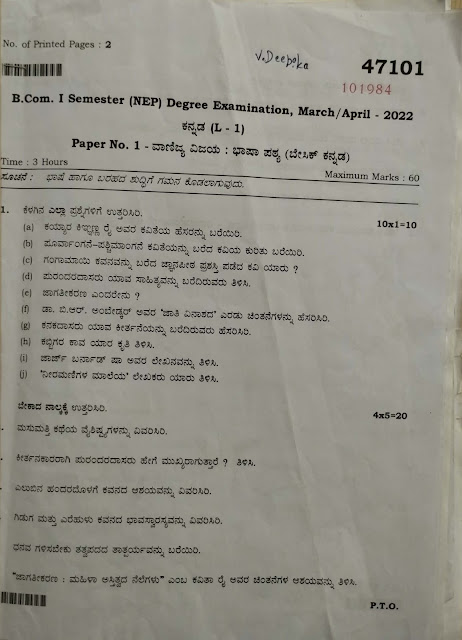 No. of Printed Pages : 2
V.Deepika
47101
101984
B.Com. I Semester (NEP) Degree Examination, March/April - 2022
ಕನ್ನಡ (L - 1)
Paper No. 1 - ವಾಣಿಜ್ಯ ವಿಜಯ : ಭಾಷಾ ಪಠ್ಯ (ಬೇಸಿಕ್ ಕನ್ನಡ)
Time : 3 Hours Maximum Marks : 60
ಸೂಚನೆ : ಭಾಷೆ ಹಾಗೂ ಬರಹದ ಶುದ್ಧಿಗೆ ಗಮನ ಕೊಡಲಾಗುವುದು.
1. ಕೆಳಗಿನ ಎಲ್ಲಾ ಪ್ರಶ್ನೆಗಳಿಗೆ ಉತ್ತರಿಸಿರಿ. 10x1=10
(a) ಕಯ್ಯಾರ ಕಿಞ್ಞಣ್ಣ ರೈ ಅವರ ಕವಿತೆಯ ಹೆಸರನ್ನು ಬರೆಯಿರಿ.
(b) ಪೂರ್ವಾಂಗನೆ-ಪಶ್ಚಿಮಾಂಗನೆ ಕವಿತೆಯನ್ನು ಬರೆದ ಕವಿಯ ಕುರಿತು ಬರೆಯಿರಿ.
(c) ಗಂಗಾಮಾಯಿ ಕವನವನ್ನು ಬರೆದ ಜ್ಞಾನಪೀಠ ಪ್ರಶಸ್ತಿ ಪಡೆದ ಕವಿ ಯಾರು ?
(d) ಪುರಂದರದಾಸರು ಯಾವ ಸಾಹಿತ್ಯವನ್ನು ಬರೆದಿರುವರು ತಿಳಿಸಿ.
(e) ಜಾಗತೀಕರಣ ಎಂದರೇನು ?
(f) ಡಾ. ಬಿ.ಆರ್. ಅಂಬೇಡ್ಕರ್ ಅವರ 'ಜಾತಿ ವಿನಾಶದ' ಎರಡು ಚಿಂತನೆಗಳನ್ನು ಹೆಸರಿಸಿರಿ.
(g) ಕನಕದಾಸರು ಯಾವ ಕೀರ್ತನೆಯನ್ನು ಬರೆದಿರುವರು ಹೆಸರಿಸಿ.
(h) ಕಬ್ಬಿಗರ ಕಾವ ಯಾರ ಕೃತಿ ತಿಳಿಸಿ.
(i) ಜಾರ್ಜ್ ಬರ್ನಾರ್ಡ್ ಷಾ ಅವರ ಲೇಖನವನ್ನು ತಿಳಿಸಿ.
(j) 'ನೀರಮಣಿಗಳ ಮಾಲೆಯ' ಲೇಖಕರು ಯಾರು ತಿಳಿಸಿ.
ಬೇಕಾದ ನಾಲ್ಕಕ್ಕೆ ಉತ್ತರಿಸಿರಿ. 4x5=20
ಮಸುಮತ್ತಿ ಕಥೆಯ ವೈಶಿಷ್ಟ್ಯಗಳನ್ನು ವಿವರಿಸಿರಿ.
ಕೀರ್ತನಕಾರರಾಗಿ ಪುರಂದರದಾಸರು ಹೇಗೆ ಮುಖ್ಯರಾಗುತ್ತಾರೆ ? ತಿಳಿಸಿ.
ಎಲುಬಿನ ಹಂದರದೊಳಗೆ ಕವನದ ಆಶಯವನ್ನು ವಿವರಿಸಿರಿ.
ಗಿಡುಗ ಮತ್ತು ಎರೆಹುಳು ಕವನದ ಭಾವಸ್ವಾರಸ್ಯವನ್ನು ವಿವರಿಸಿರಿ.
ಧನವ ಗಳಿಸಬೇಕು ತತ್ವಪದದ ತಾತ್ಪರ್ಯವನ್ನು ಬರೆಯಿರಿ.
"ಜಾಗತೀಕರಣ : ಮಹಿಳಾ ಅಸ್ತಿತ್ವದ ನೆಲೆಗಳು" ಎಂಬ ಕವಿತಾ ರೈ ಅವರ ಚಿಂತನೆಗಳ ಆಶಯವನ್ನು ತಿಳಿಸಿ.
P.T.O.